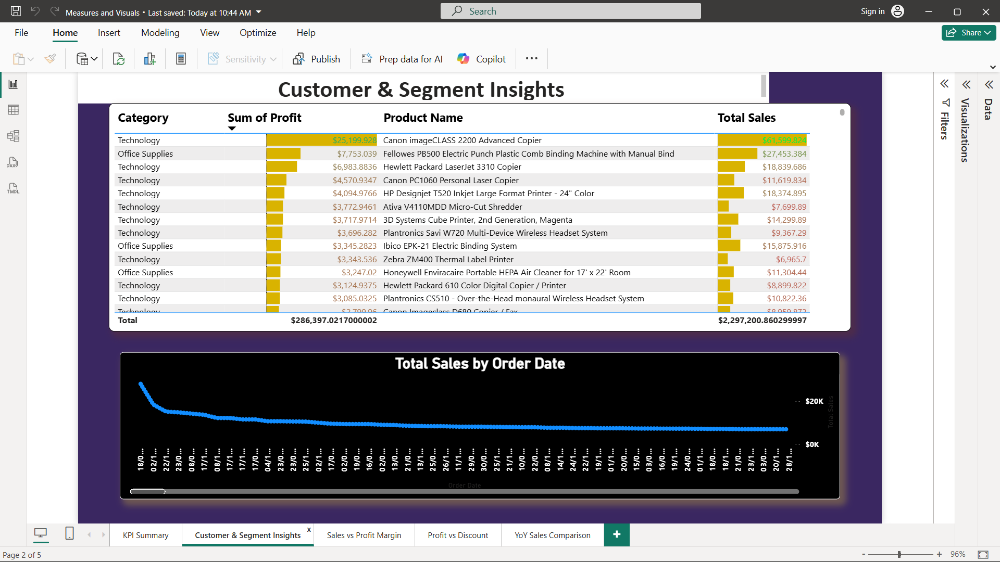 Measures and Visuals • Last saved: Today at 10:44 AM
Search
Sign in
File Home Insert Modeling View Optimize Help
Share
Sensitivity
Publish
Prep data for AI
Copilot
DAX
TMDL
Customer & Segment Insights
Category Sum of Profit Product Name Total Sales
Technology $25,199.928 Canon imageCLASS 2200 Advanced Copier $61,599.824
Office Supplies $7,753.039 Fellowes PB500 Electric Punch Plastic Comb Binding Machine with Manual Bind $27,453.384
Technology $6,983.8836 Hewlett Packard LaserJet 3310 Copier $18,839.686
Technology $4,570.9347 Canon PC1060 Personal Laser Copier $11,619.834
Technology $4,094.9766 HP Designjet T520 Inkjet Large Format Printer - 24" Color $18,374.895
Technology $3,772.9461 Ativa V4110MDD Micro-Cut Shredder $7,699.89
Technology $3,717.9714 3D Systems Cube Printer, 2nd Generation, Magenta $14,299.89
Technology $3,696.282 Plantronics Savi W720 Multi-Device Wireless Headset System $9,367.29
Office Supplies $3,345.2823 Ibico EPK-21 Electric Binding System $15,875.916
Technology $3,343.536 Zebra ZM400 Thermal Label Printer $6,965.7
Office Supplies $3,247.02 Honeywell Enviracaire Portable HEPA Air Cleaner for 17' x 22' Room $11,304.44
Technology $3,124.9375 Hewlett Packard 610 Color Digital Copier / Printer $8,899.822
Technology $3,085.0325 Plantronics CS510 - Over-the-Head monaural Wireless Headset System $10,822.36
Technology $2,799.96 Canon Imageclass D680 Copier / Fax $8,959.872
Total $286,397.0217000002 $2,297,200.860299997
Filters
Visualizations
Data
Total Sales by Order Date
$20K
$0K
Total Sales
18/0... 02/1... 22/1... 23/0... 08/0... 17/1... 08/1... 17/1... 17/1... 17/0... 04/1... 23/0... 23/0... 25/1... 02/1... 17/0... 02/0... 19/0... 16/0... 02/0... 13/0... 21/0... 13/1... 25/0... 26/1... 11/1... 29/0... 30/0... 25/1... 21/1... 10/0... 22/0... 08/1... 14/1... 24/1... 22/1... 19/1... 01/1... 20/0... 15/0... 03/0... 16/0... 19/1... 24/0... 01/1... 18/0... 18/1... 21/0... 23/1... 03/0... 20/1... 28/1...
Order Date
KPI Summary
Customer & Segment Insights x
Sales vs Profit Margin
Profit vs Discount
YoY Sales Comparison
+
Page 2 of 5
- + 96%